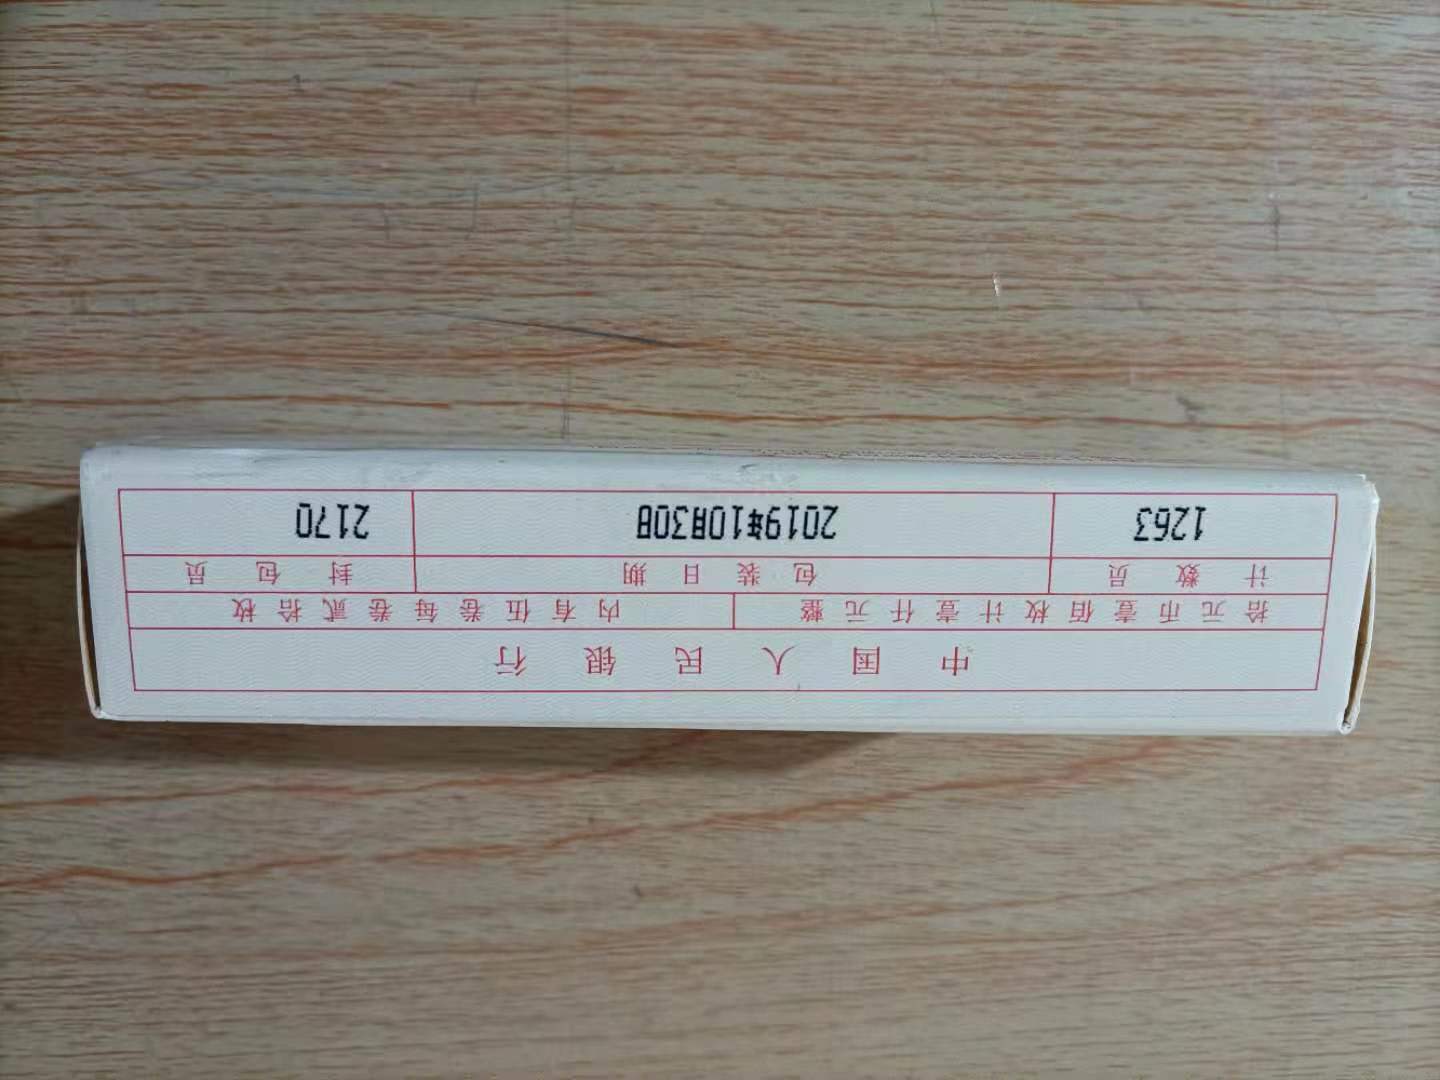 中国人民银行
拾元币壹佰枚计壹仟元整 内有伍卷每卷贰拾枚
计数员 包装日期 封包员
1263 2019年10月30日 2170